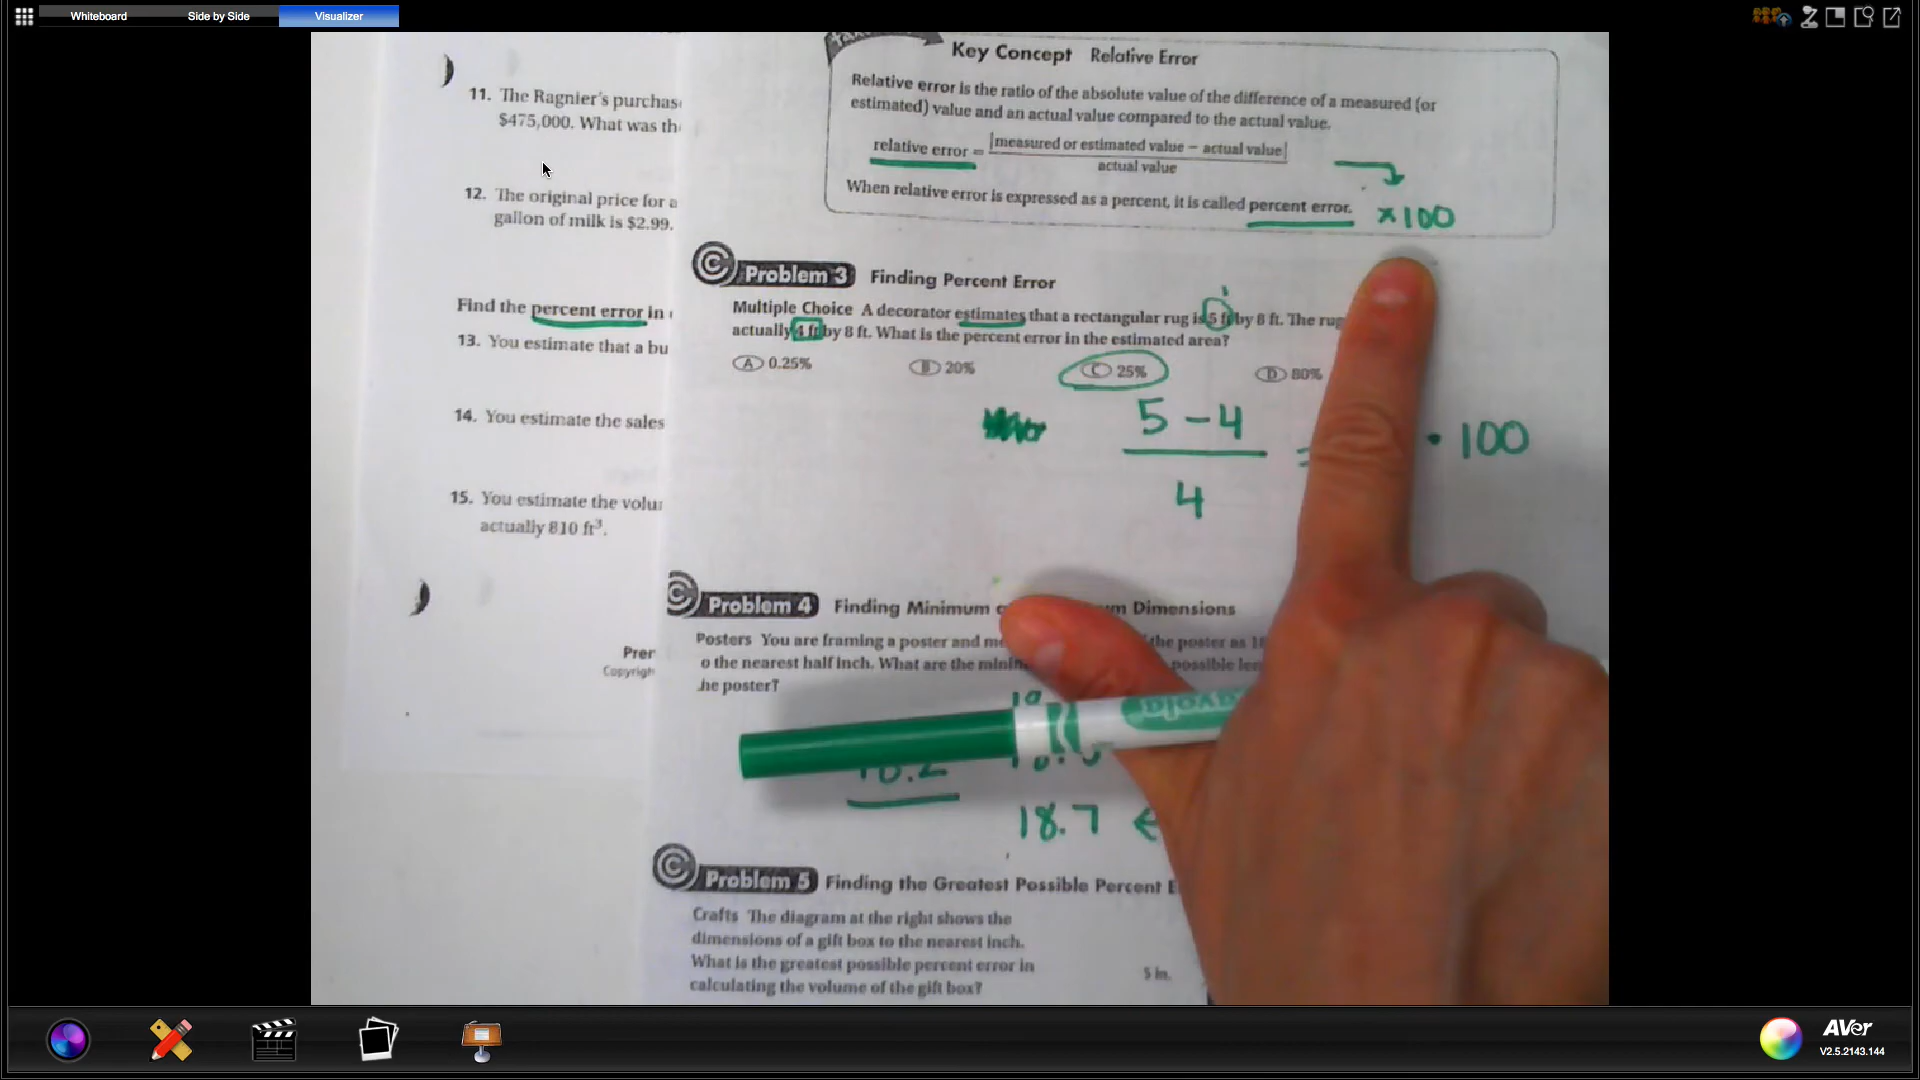 Whiteboard
Side by Side
Visualizer
11. The Ragnier's purchas
$475,000. What was th
12. The original price for a
gallon of milk is $2.99.
Find the percent error in
13. You estimate that a bu
14. You estimate the sales
15. You estimate the volu
actually 810 ft³.
Pren
Copyrigh
Key Concept Relative Error
Relative error is the ratio of the absolute value of the difference of a measured (or
estimated) value and an actual value compared to the actual value.
relative error = |measured or estimated value − actual value|
actual value
When relative error is expressed as a percent, it is called percent error.
×100
Problem 3 Finding Percent Error
Multiple Choice A decorator estimates that a rectangular rug is 5 ft by 8 ft. The rug
actually 4 ft by 8 ft. What is the percent error in the estimated area?
A 0.25%
B 20%
C 25%
D 80%
5 − 4
4
=
· 100
Problem 4 Finding Minimum Dimensions
Posters You are framing a poster and the poster as 18
o the nearest half inch. What are the possible
he poster?
18.7 ←
Problem 5 Finding the Greatest Possible Percent E
Crafts The diagram at the right shows the
dimensions of a gift box to the nearest inch.
What is the greatest possible percent error in
calculating the volume of the gift box?
5 in.
AVer
V2.5.2143.144